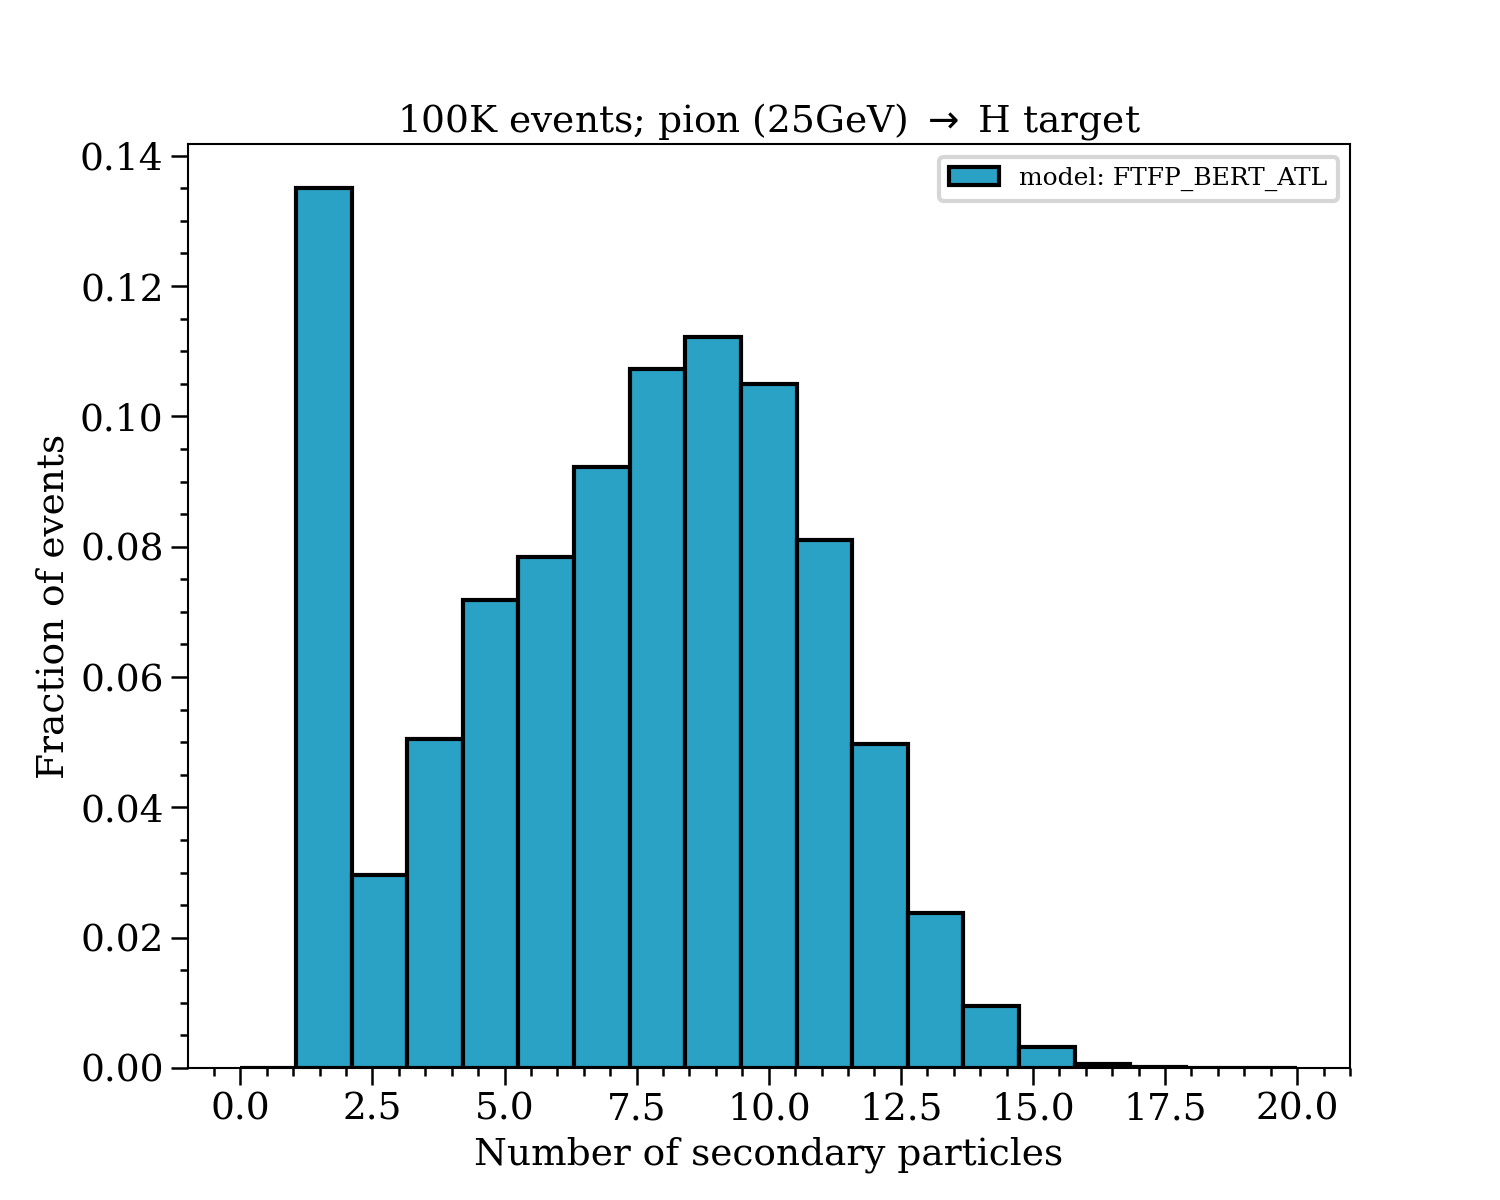 100K events; pion (25GeV) → H target
model: FTFP_BERT_ATL
0.14
0.12
0.10
0.08
0.06
0.04
0.02
0.00
Fraction of events
0.0 2.5 5.0 7.5 10.0 12.5 15.0 17.5 20.0
Number of secondary particles